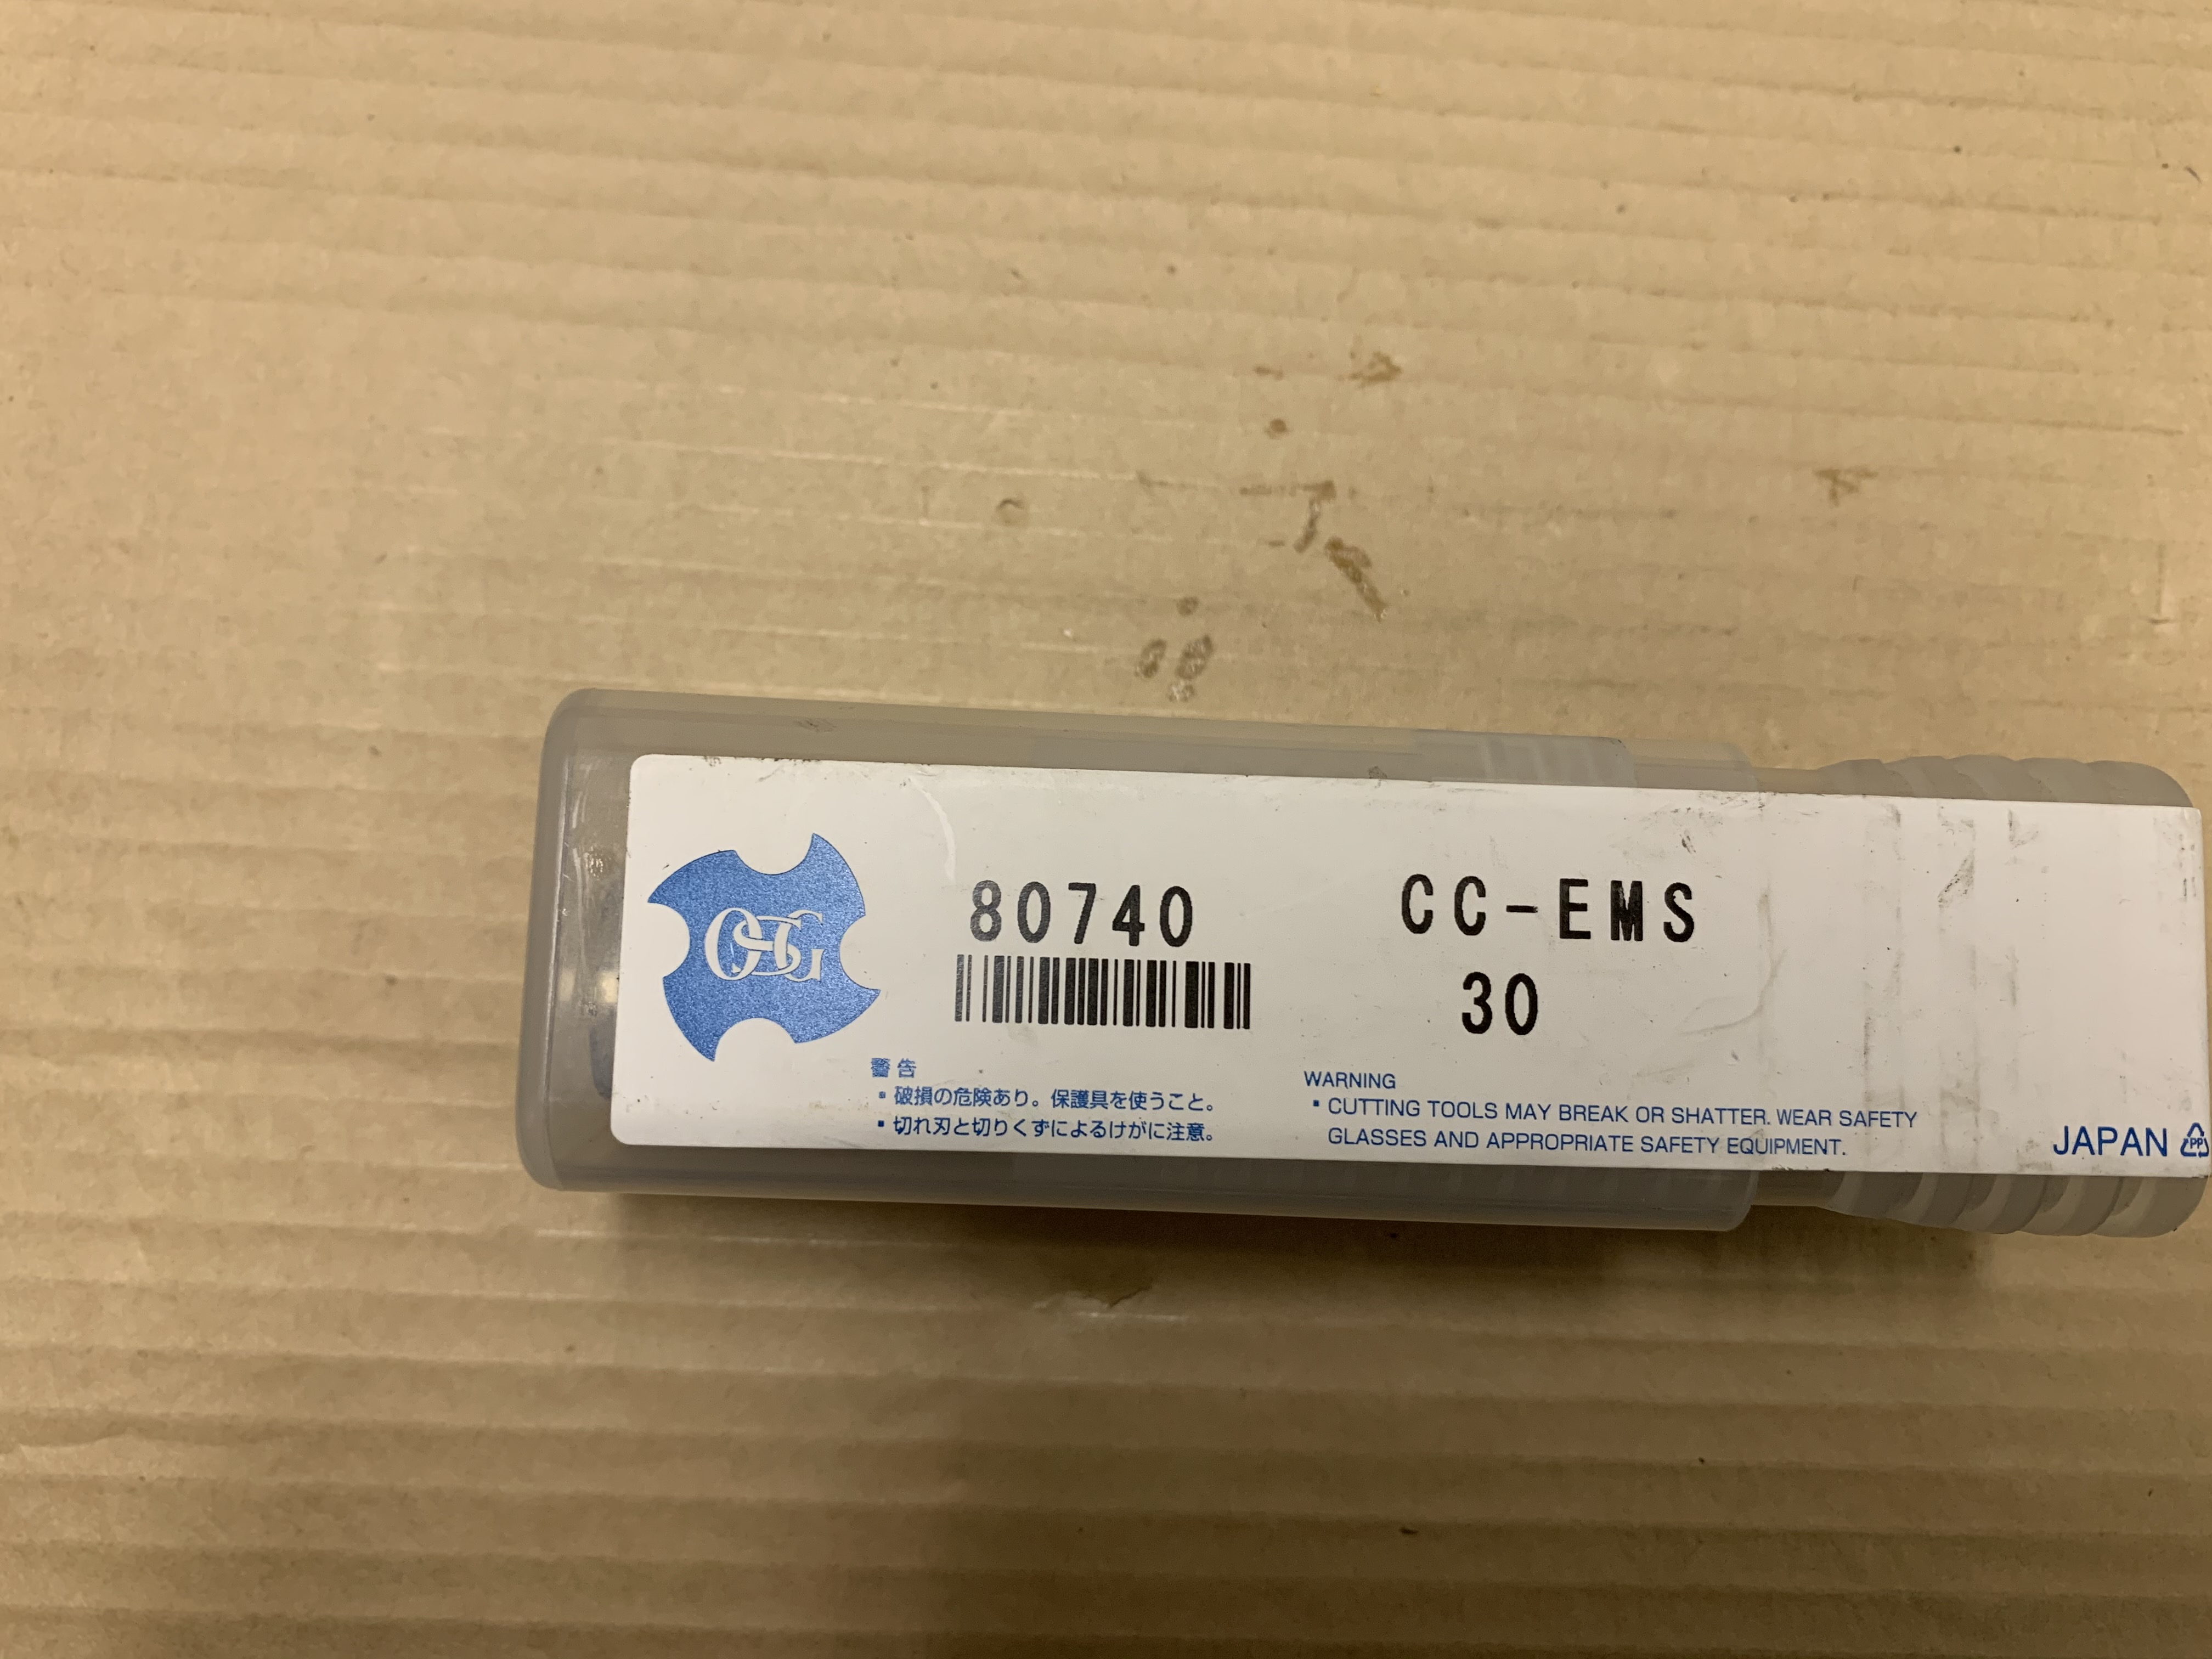 OSG
80740
CC-EMS
30
警告
▪破損の危険あり。保護具を使うこと。
▪切れ刃と切りくずによるけがに注意。
WARNING
▪CUTTING TOOLS MAY BREAK OR SHATTER. WEAR SAFETY
GLASSES AND APPROPRIATE SAFETY EQUIPMENT.
JAPAN
PP